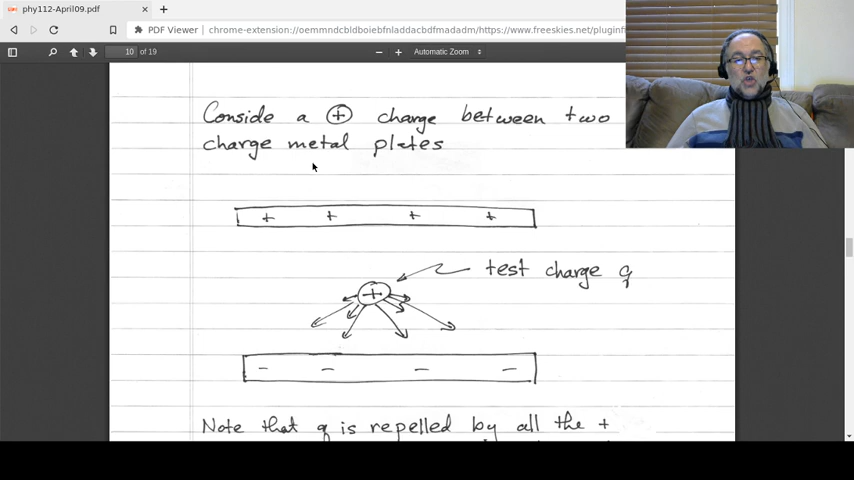 phy112-April09.pdf
PDF Viewer
chrome-extension://oemmndcbldboiebfnladdacbdfmadadm/https://www.freeskies.net/pluginfi
10 of 19
Automatic Zoom
Conside a + charge between two
charge metal plates
+ + + +
test charge q
+
- - - -
Note that q is repelled by all the +